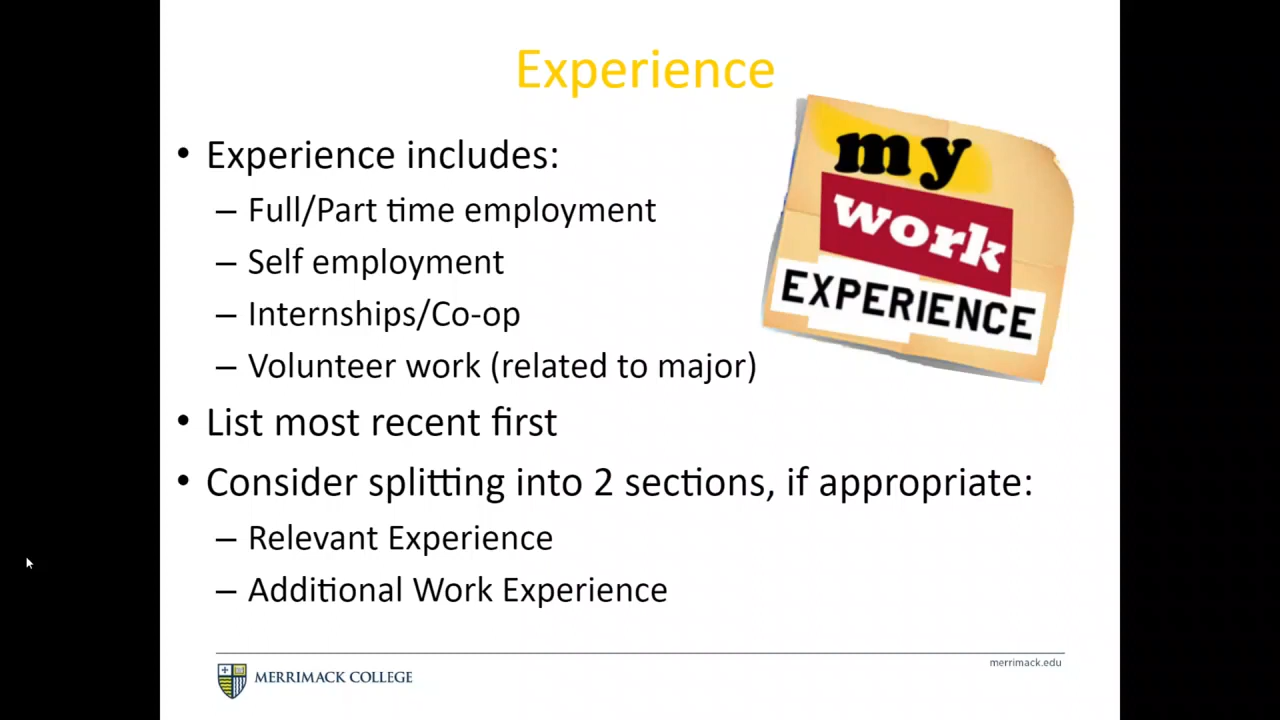 Experience
my
work
EXPERIENCE
• Experience includes:
– Full/Part time employment
– Self employment
– Internships/Co-op
– Volunteer work (related to major)
• List most recent first
• Consider splitting into 2 sections, if appropriate:
– Relevant Experience
– Additional Work Experience
merrimack.edu
MERRIMACK COLLEGE